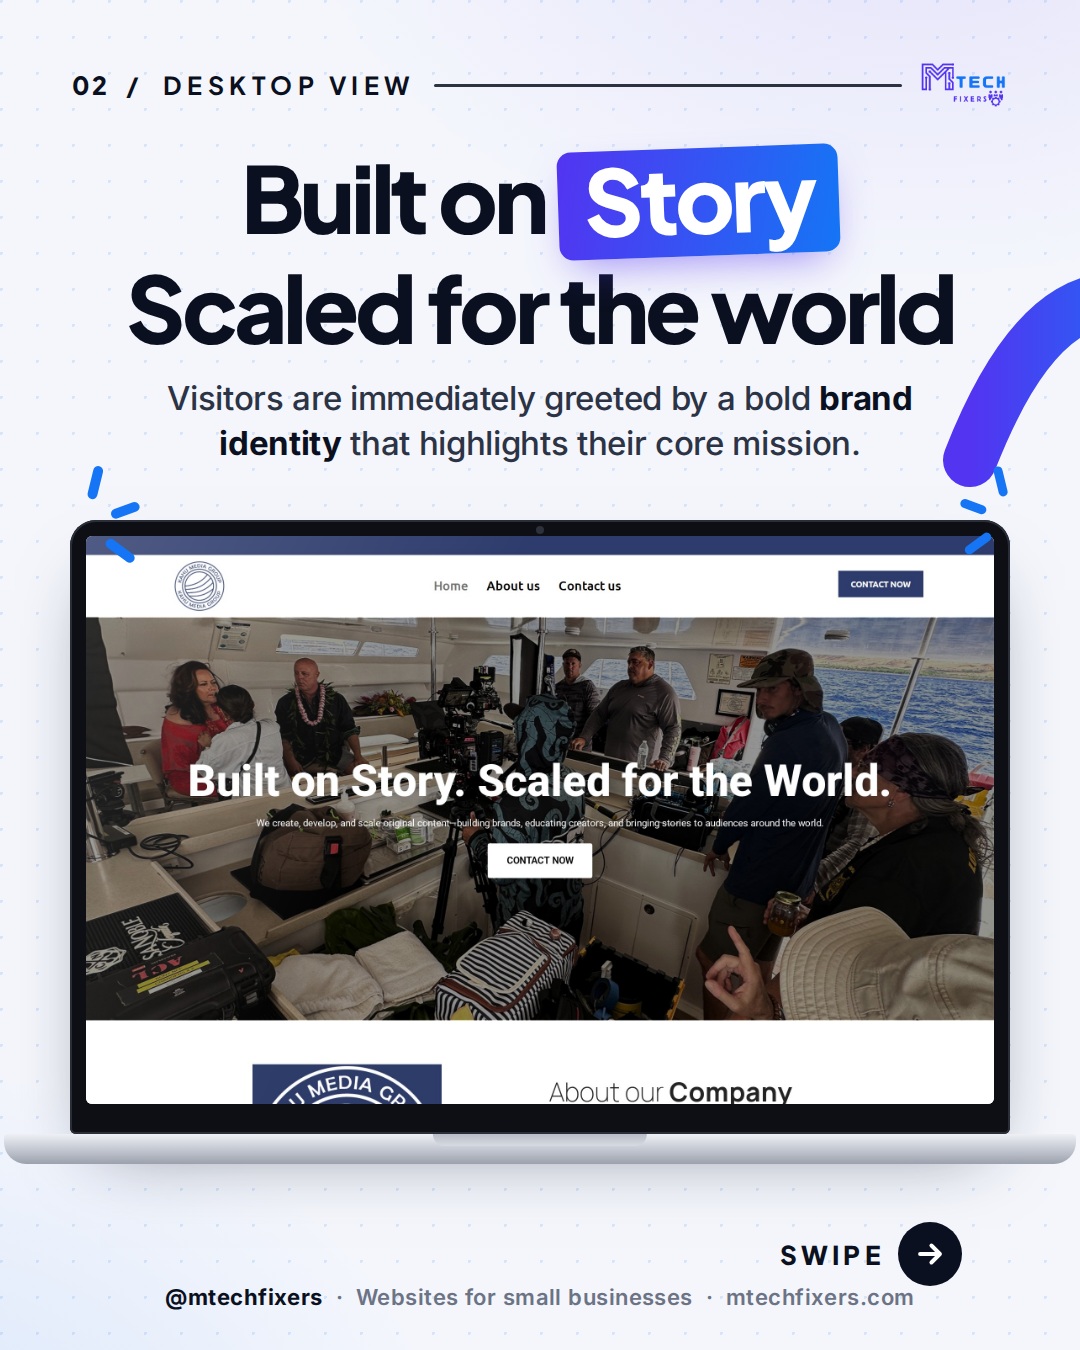 02 / DESKTOP VIEW
MTECH
FIXERS
Built on Story
Scaled for the world
Visitors are immediately greeted by a bold brand
identity that highlights their core mission.
Home About us Contact us
CONTACT NOW
Built on Story. Scaled for the World.
We create, develop, and scale original content—building brands, educating creators, and bringing stories to audiences around the world.
CONTACT NOW
MEDIA
About our Company
SWIPE
@mtechfixers · Websites for small businesses · mtechfixers.com